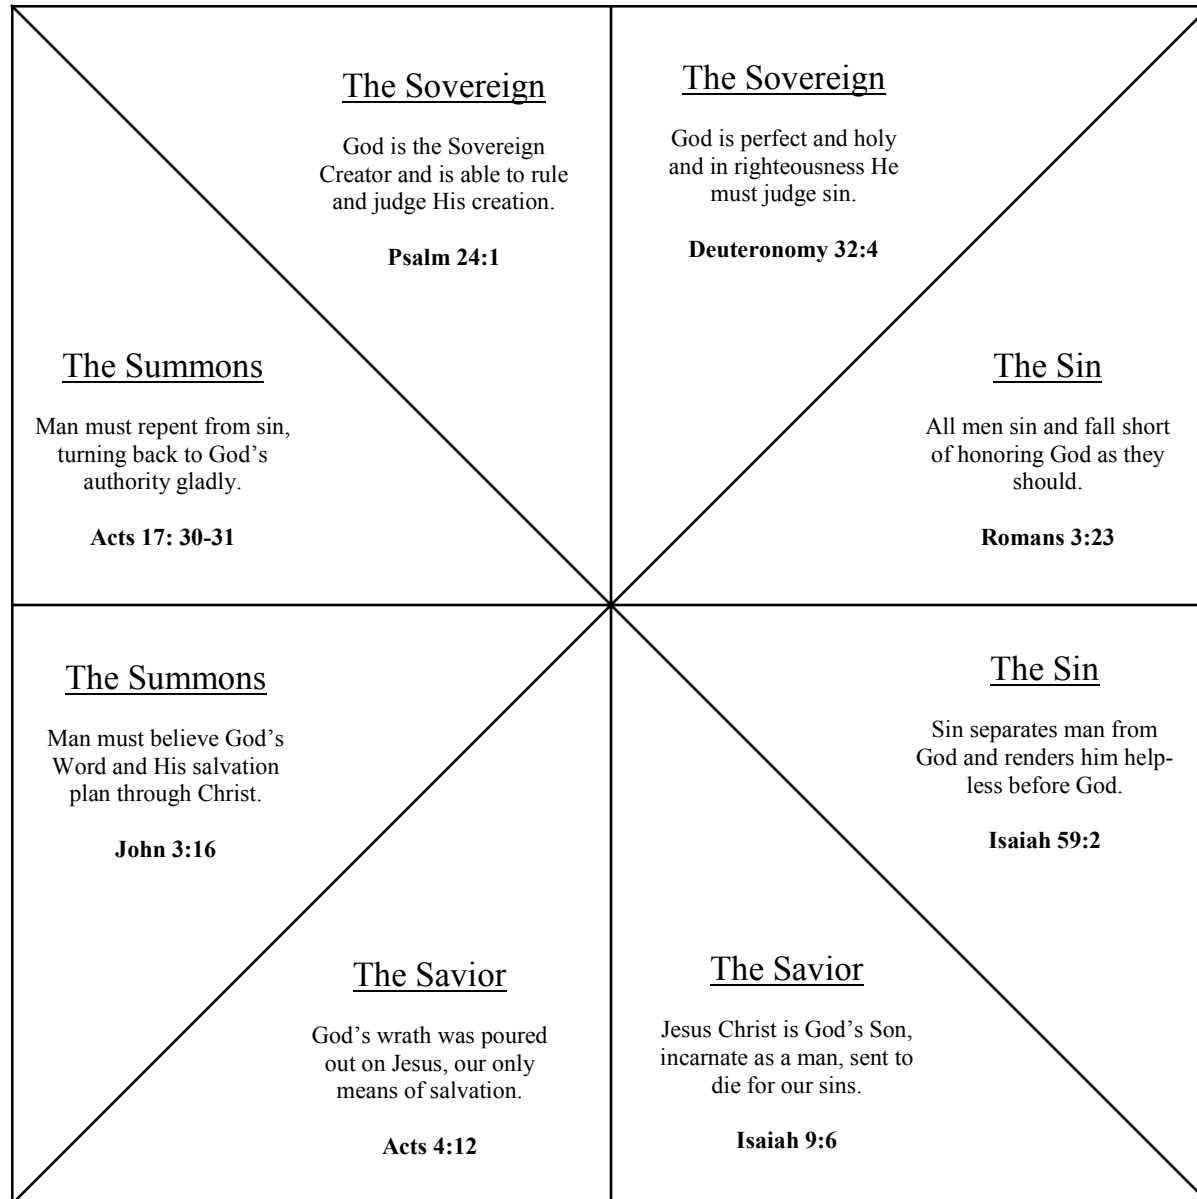 The Sovereign
God is the Sovereign
Creator and is able to rule
and judge His creation.
Psalm 24:1
The Sovereign
God is perfect and holy
and in righteousness He
must judge sin.
Deuteronomy 32:4
The Summons
Man must repent from sin,
turning back to God’s
authority gladly.
Acts 17: 30-31
The Sin
All men sin and fall short
of honoring God as they
should.
Romans 3:23
The Summons
Man must believe God’s
Word and His salvation
plan through Christ.
John 3:16
The Sin
Sin separates man from
God and renders him help-
less before God.
Isaiah 59:2
The Savior
God’s wrath was poured
out on Jesus, our only
means of salvation.
Acts 4:12
The Savior
Jesus Christ is God’s Son,
incarnate as a man, sent to
die for our sins.
Isaiah 9:6